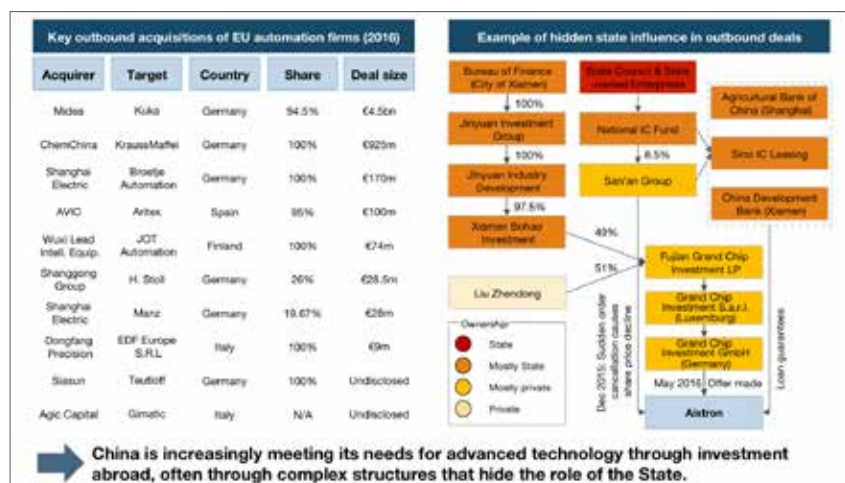 Key outbound acquisitions of EU automation firms (2016)
Acquirer Target Country Share Deal size
Midea Kuka Germany 94.5% €4.5bn
ChemChina KraussMaffei Germany 100% €925m
Shanghai Electric Broetje Automation Germany 100% €170m
AVIC Aritex Spain 95% €100m
Wuxi Lead Intell. Equip. JOT Automation Finland 100% €74m
Shanggong Group H. Stoll Germany 26% €28.5m
Shanghai Electric Manz Germany 19.67% €28m
Dongfang Precision EDF Europe S.R.L Italy 100% €9m
Siasun Teutloff Germany 100% Undisclosed
Agic Capital Gimatic Italy N/A Undisclosed
Example of hidden state influence in outbound deals
Bureau of Finance
(City of Xiamen)
100%
Jinyuan Investment
Group
100%
Jinyuan Industry
Development
97.5%
Xiamen Bohao
Investment
49%
Liu Zhendong
51%
State Council & State
-owned Enterprises
National IC Fund
8.5%
San'an Group
Agricultural Bank of
China (Shanghai)
Sino IC Leasing
China Development
Bank (Xiamen)
Fujian Grand Chip
Investment LP
Grand Chip
Investment S.a.r.l.
(Luxemburg)
Grand Chip
Investment GmbH
(Germany)
May 2016 Offer made
Aixtron
Dec 2015: Sudden order
cancellation causes
share price decline
Loan guarantees
Ownership
State
Mostly State
Mostly private
Private
China is increasingly meeting its needs for advanced technology through investment
abroad, often through complex structures that hide the role of the State.